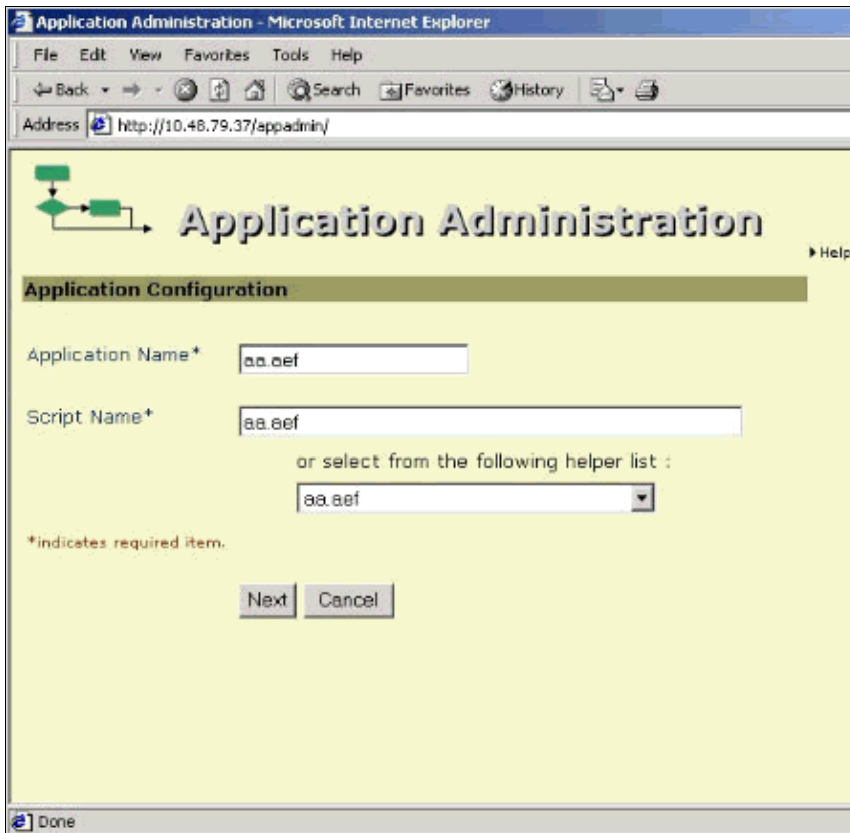 Application Administration - Microsoft Internet Explorer
File Edit View Favorites Tools Help
Back Search Favorites History
Address http://10.48.79.37/appadmin/
Application Administration
Help
Application Configuration
Application Name* aa.aef
Script Name* aa.aef
or select from the following helper list :
aa.aef
*indicates required item.
Next Cancel
Done